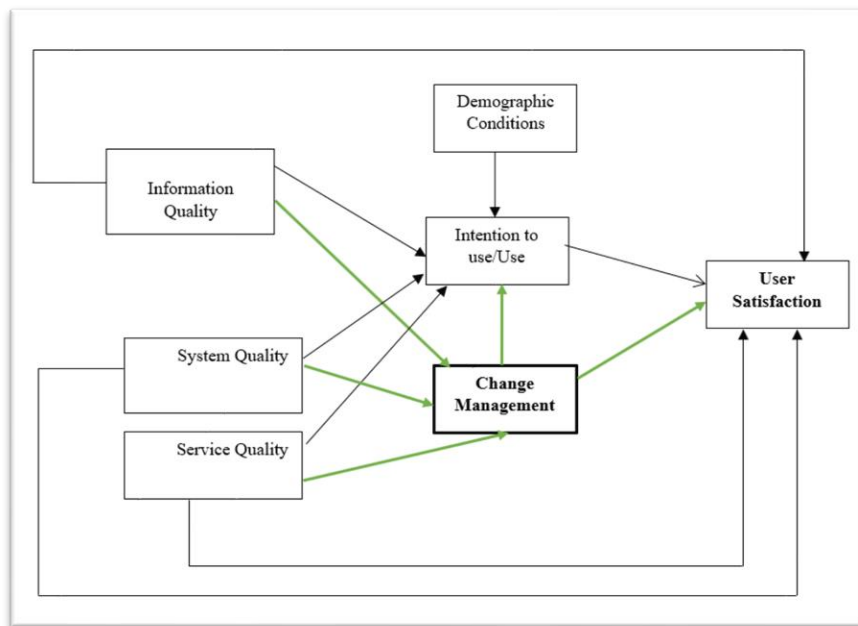 Demographic
Conditions
Information
Quality
Intention to
use/Use
User
Satisfaction
System Quality
Change
Management
Service Quality